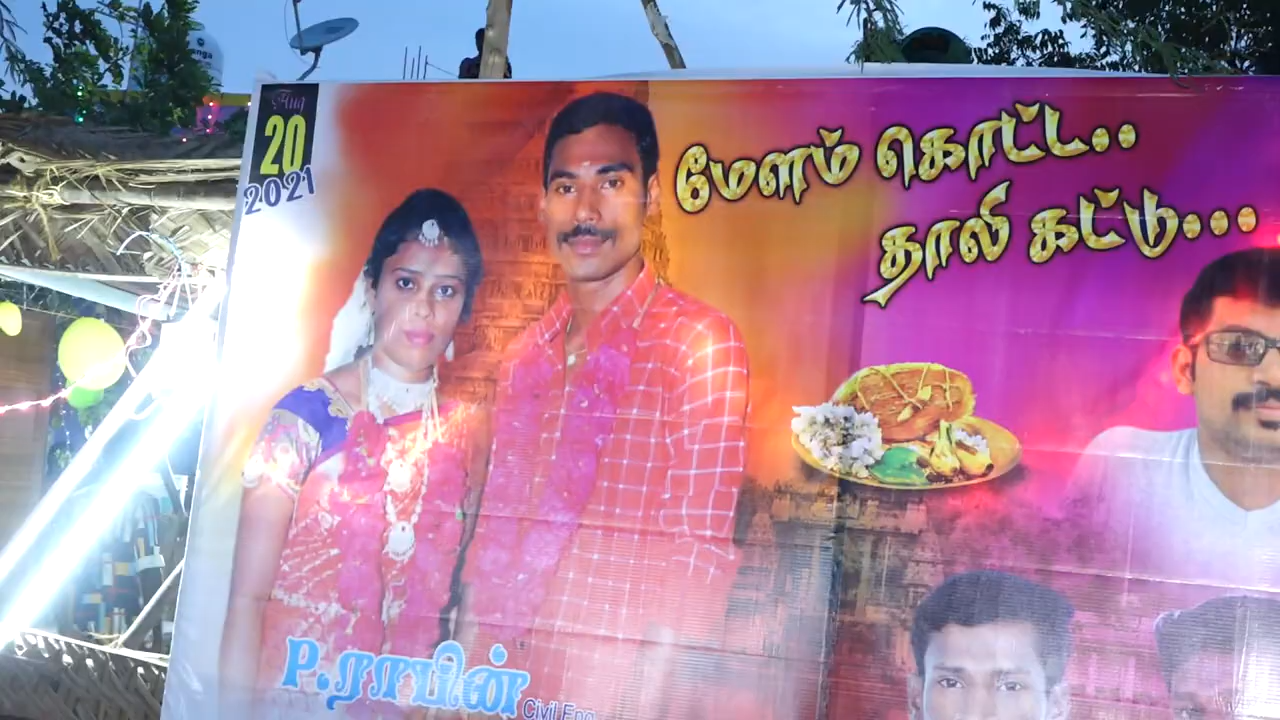 Aug
20
2021
மேளம் கொட்ட..
தாலி கட்டு...
P.ராபின்
Civil Eng